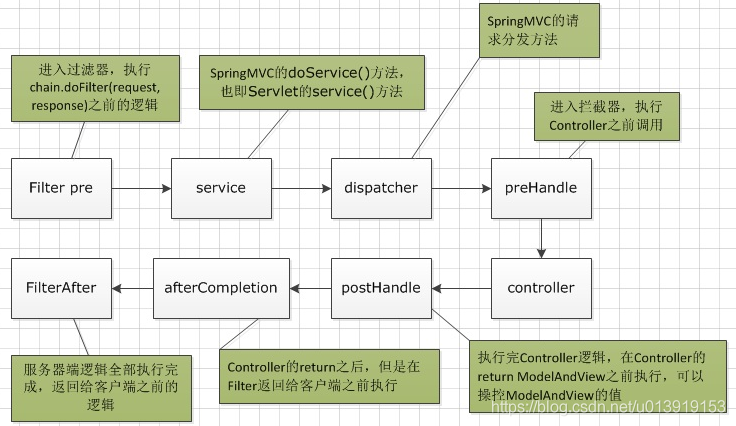 SpringMVC的请
求分发方法
进入过滤器，执行
chain.doFilter(request,
response)之前的逻辑
SpringMVC的doService()方法，
也即Servlet的service()方法
进入拦截器，执行
Controller之前调用
Filter pre
service
dispatcher
preHandle
FilterAfter
afterCompletion
postHandle
controller
服务器端逻辑全部执行完
成，返回给客户端之前的
逻辑
Controller的return之后，但是在
Filter返回给客户端之前执行
执行完Controller逻辑，在Controller的
return ModelAndView之前执行，可以
操控ModelAndView的值
https://blog.csdn.net/u013919153